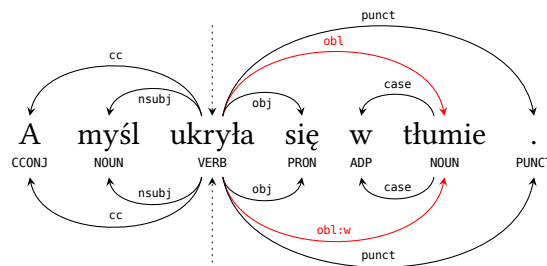 punct
obl
cc
nsubj obj case
A myśl ukryła się w tłumie .
CCONJ NOUN VERB PRON ADP NOUN PUNCT
nsubj obj case
cc
obl:w
punct